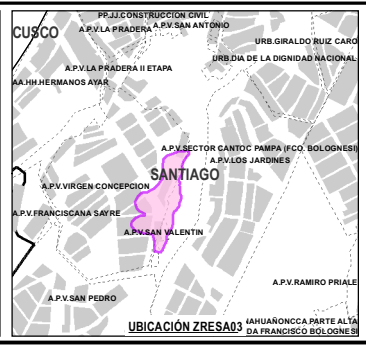 PP.JJ.CONSTRUCCION CIVIL
A.P.V.LA PRADERA
A.P.V.SAN ANTONIO
CUSCO
URB.GIRALDO RUIZ CARO
URB.DIA DE LA DIGNIDAD NACIONAL
A.P.V.LA PRADERA II ETAPA
AA.HH.HERMANOS AYAR
A.P.V.SECTOR CANTOC PAMPA (FCO. BOLOGNESI)
A.P.V.LOS JARDINES
SANTIAGO
A.P.V.VIRGEN CONCEPCION
A.P.V.FRANCISCANA SAYRE
A.P.V.SAN VALENTIN
A.P.V.RAMIRO PRIALE
A.P.V.SAN PEDRO
UBICACIÓN ZRESA03
PARTE ALTA
DA FRANCISCO BOLOGNESI